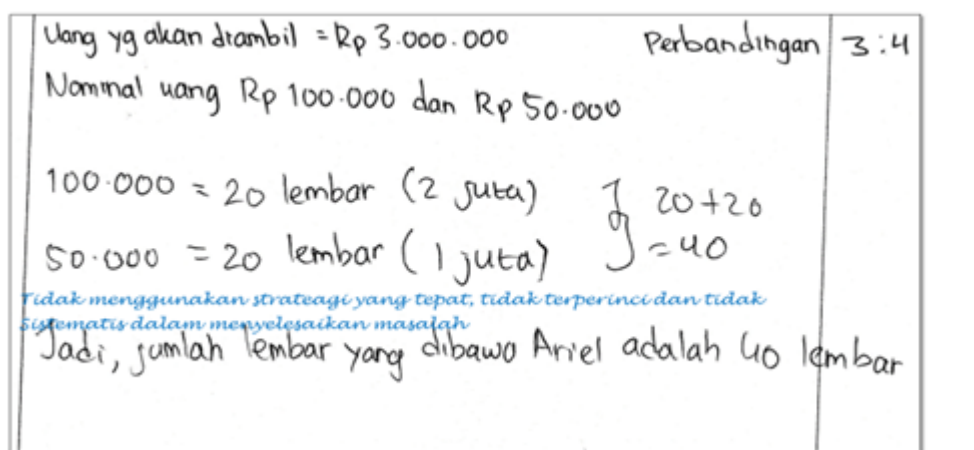 Uang yg akan diambil = Rp 3.000.000 Perbandingan 3:4
Nominal uang Rp 100.000 dan Rp 50.000
100.000 = 20 lembar (2 juta) } 20+20
50.000 = 20 lembar (1 juta) = 40
Tidak menggunakan strateagi yang tepat, tidak terperinci dan tidak
Sistematis dalam menyelesaikan masalah
Jadi, jumlah lembar yang dibawa Ariel adalah 40 lembar